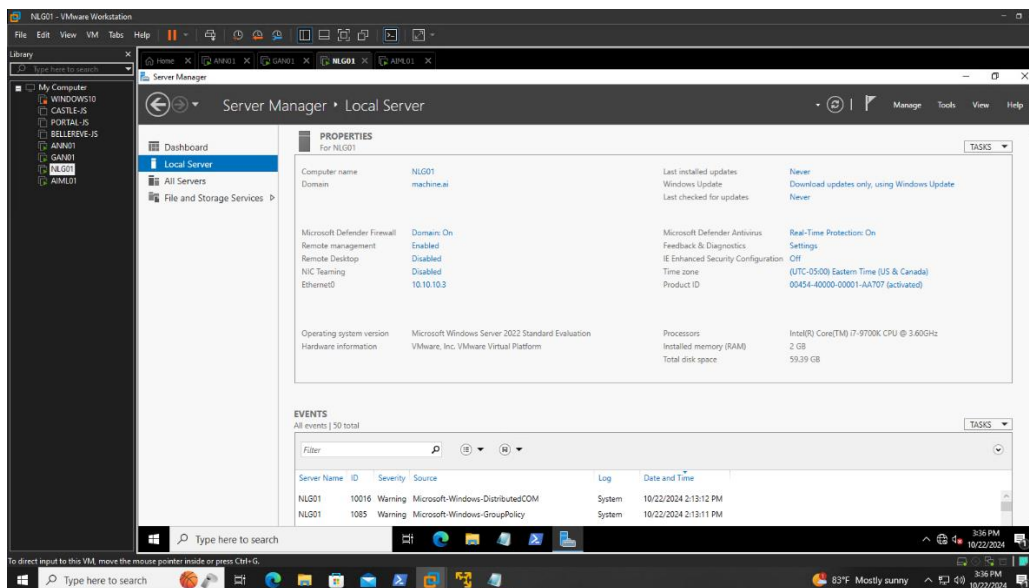 NLG01 - VMware Workstation
File Edit View VM Tabs Help
Library
Type here to search
My Computer
WINDOWS10
CASTLE-JS
PORTAL-JS
BELLEREVE-JS
ANN01
GAN01
NLG01
AIML01
Home ANN01 GAN01 NLG01 AIML01
Server Manager
Server Manager • Local Server
Manage Tools View Help
Dashboard
Local Server
All Servers
File and Storage Services
PROPERTIES
For NLG01
TASKS
Computer name NLG01 Last installed updates Never
Domain machine.ai Windows Update Download updates only, using Windows Update
Last checked for updates Never
Microsoft Defender Firewall Domain: On Microsoft Defender Antivirus Real-Time Protection: On
Remote management Enabled Feedback & Diagnostics Settings
Remote Desktop Disabled IE Enhanced Security Configuration Off
NIC Teaming Disabled Time zone (UTC-05:00) Eastern Time (US & Canada)
Ethernet0 10.10.10.3 Product ID 00454-40000-00001-AA707 (activated)
Operating system version Microsoft Windows Server 2022 Standard Evaluation Processors Intel(R) Core(TM) i7-9700K CPU @ 3.60GHz
Hardware information VMware, Inc. VMware Virtual Platform Installed memory (RAM) 2 GB
Total disk space 59.39 GB
EVENTS
All events | 50 total
TASKS
Filter
Server Name ID Severity Source Log Date and Time
NLG01 10016 Warning Microsoft-Windows-DistributedCOM System 10/22/2024 2:13:12 PM
NLG01 1085 Warning Microsoft-Windows-GroupPolicy System 10/22/2024 2:13:11 PM
Type here to search
3:36 PM
10/22/2024
To direct input to this VM, move the mouse pointer inside or press Ctrl+G.
Type here to search
83°F Mostly sunny
3:36 PM
10/22/2024